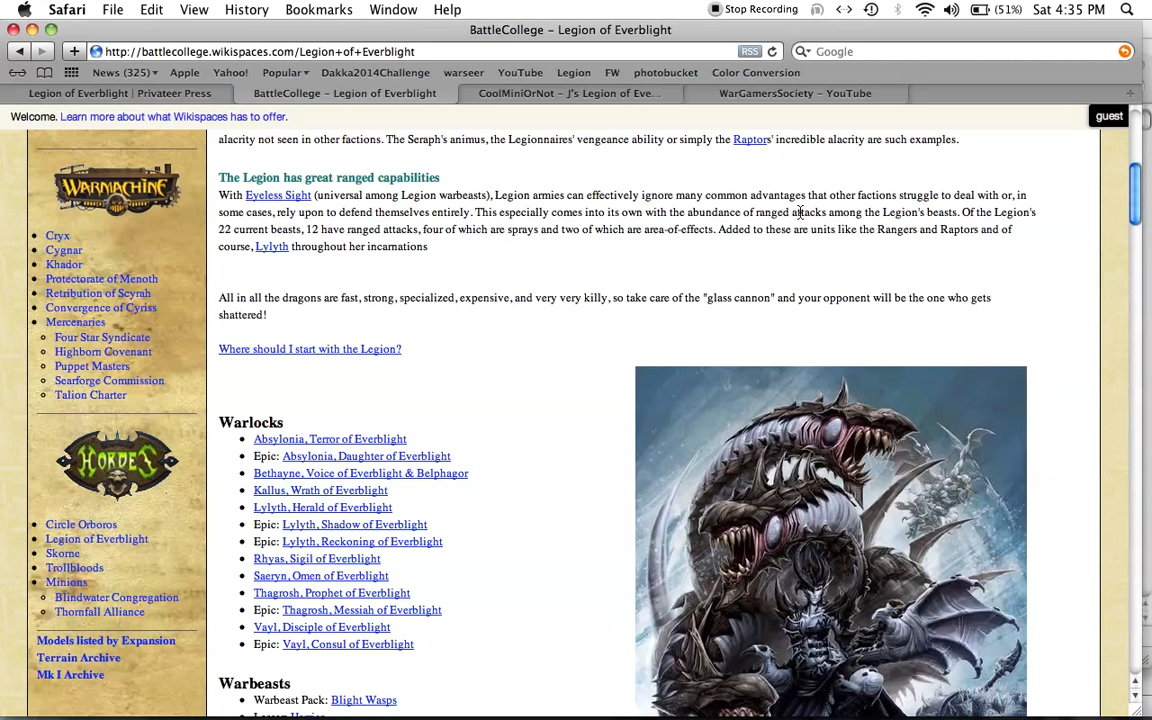 Safari File Edit View History Bookmarks Window Help Stop Recording (51%) Sat 4:35 PM
BattleCollege – Legion of Everblight
http://battlecollege.wikispaces.com/Legion+of+Everblight RSS Google
News (325) Apple Yahoo! Popular Dakka2014Challenge warseer YouTube Legion FW photobucket Color Conversion
Legion of Everblight | Privateer Press BattleCollege – Legion of Everblight CoolMiniOrNot – J's Legion of Eve... WarGamersSociety – YouTube
Welcome. Learn more about what Wikispaces has to offer. guest
alacrity not seen in other factions. The Seraph's animus, the Legionnaires' vengeance ability or simply the Raptors' incredible alacrity are such examples.
The Legion has great ranged capabilities
With Eyeless Sight (universal among Legion warbeasts), Legion armies can effectively ignore many common advantages that other factions struggle to deal with or, in
some cases, rely upon to defend themselves entirely. This especially comes into its own with the abundance of ranged attacks among the Legion's beasts. Of the Legion's
22 current beasts, 12 have ranged attacks, four of which are sprays and two of which are area-of-effects. Added to these are units like the Rangers and Raptors and of
course, Lylyth throughout her incarnations
All in all the dragons are fast, strong, specialized, expensive, and very very killy, so take care of the "glass cannon" and your opponent will be the one who gets
shattered!
Where should I start with the Legion?
WARMACHINE
Cryx
Cygnar
Khador
Protectorate of Menoth
Retribution of Scyrah
Convergence of Cyriss
Mercenaries
Four Star Syndicate
Highborn Covenant
Puppet Masters
Searforge Commission
Talion Charter
HORDES
Circle Orboros
Legion of Everblight
Skorne
Trollbloods
Minions
Blindwater Congregation
Thornfall Alliance
Models listed by Expansion
Terrain Archive
Mk I Archive
Warlocks
Absylonia, Terror of Everblight
Epic: Absylonia, Daughter of Everblight
Bethayne, Voice of Everblight & Belphagor
Kallus, Wrath of Everblight
Lylyth, Herald of Everblight
Epic: Lylyth, Shadow of Everblight
Epic: Lylyth, Reckoning of Everblight
Rhyas, Sigil of Everblight
Saeryn, Omen of Everblight
Thagrosh, Prophet of Everblight
Epic: Thagrosh, Messiah of Everblight
Vayl, Disciple of Everblight
Epic: Vayl, Consul of Everblight
Warbeasts
Warbeast Pack: Blight Wasps